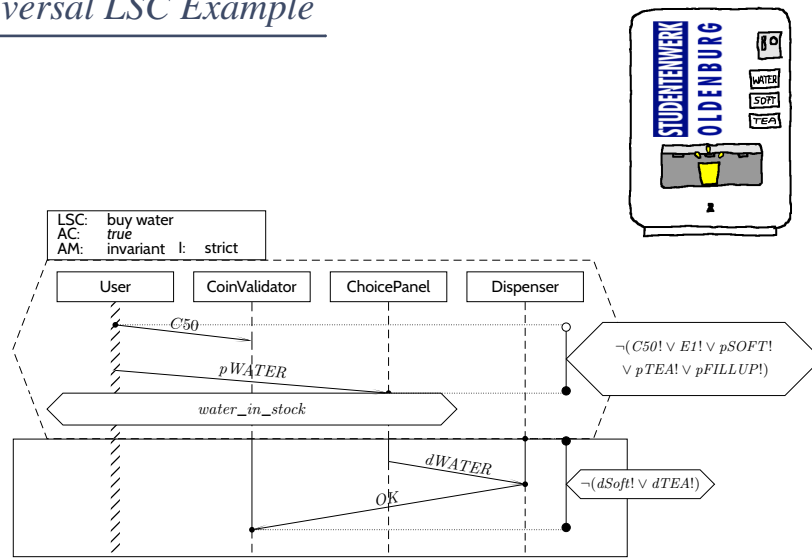 versal LSC Example
STUDENTENWERK
OLDENBURG
WATER
SOFT
TEA
LSC: buy water
AC: true
AM: invariant I: strict
User CoinValidator ChoicePanel Dispenser
C50
¬(C50! ∨ E1! ∨ pSOFT!
∨ pTEA! ∨ pFILLUP!)
pWATER
water_in_stock
dWATER
¬(dSoft! ∨ dTEA!)
OK